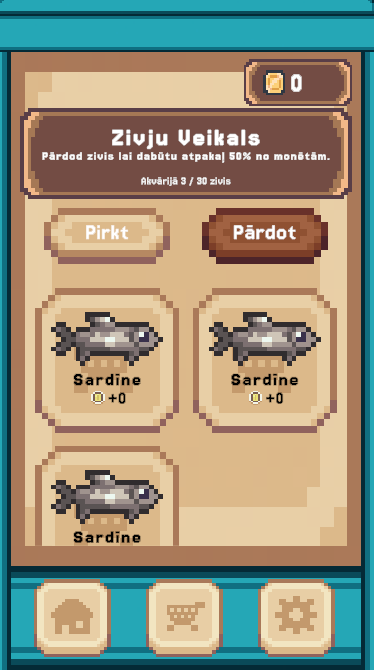 0
Zivju Veikals
Pārdod zivis lai dabūtu atpakaļ 50% no monētām.
Akvārijā 3 / 30 zivis
Pirkt
Pārdot
Sardīne
+0
Sardīne
+0
Sardīne